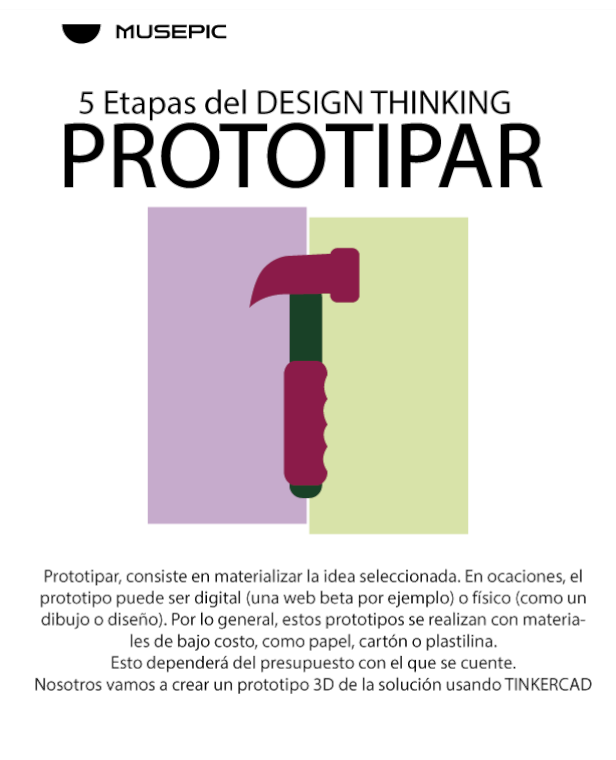 MUSEPIC
5 Etapas del DESIGN THINKING
PROTOTIPAR
Prototipar, consiste en materializar la idea seleccionada. En ocaciones, el
prototipo puede ser digital (una web beta por ejemplo) o físico (como un
dibujo o diseño). Por lo general, estos prototipos se realizan con materia-
les de bajo costo, como papel, cartón o plastilina.
Esto dependerá del presupuesto con el que se cuente.
Nosotros vamos a crear un prototipo 3D de la solución usando TINKERCAD